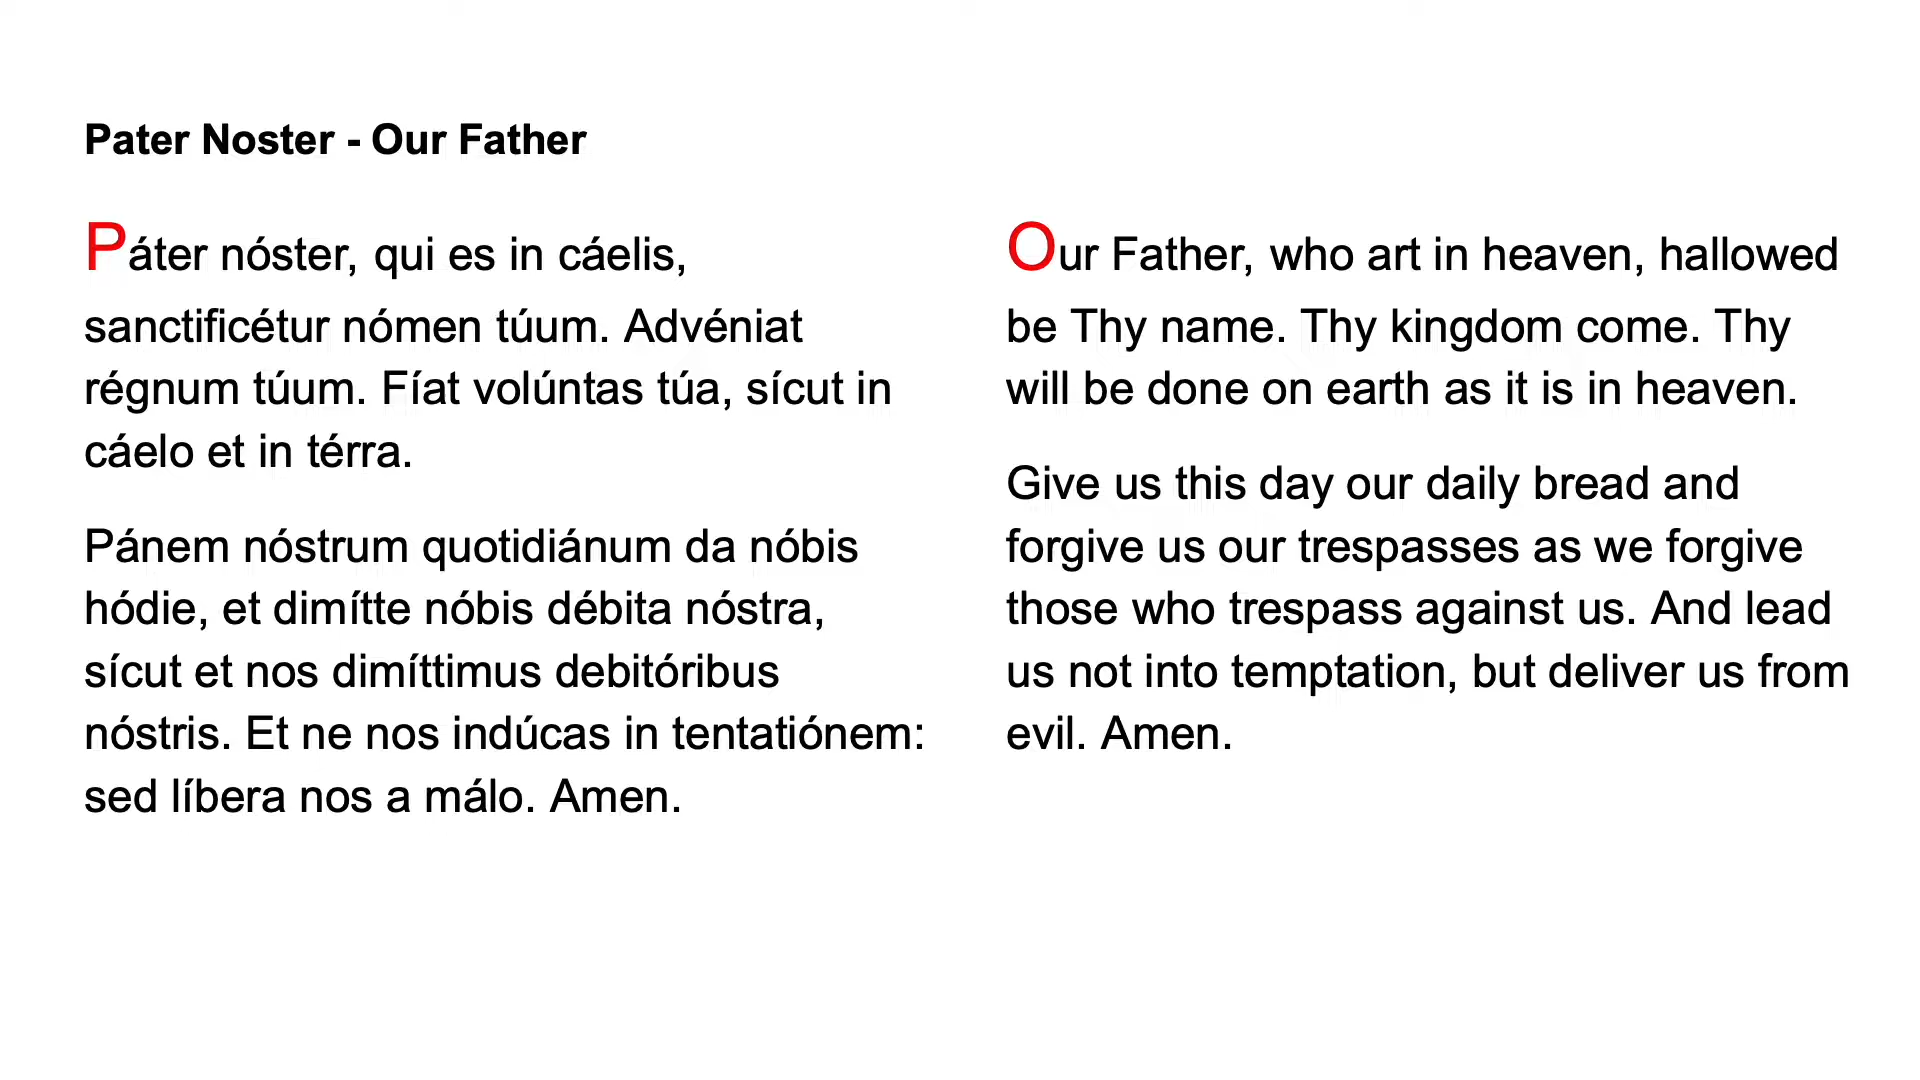 Pater Noster - Our Father
Páter nóster, qui es in cáelis,
sanctificétur nómen túum. Advéniat
régnum túum. Fíat volúntas túa, sícut in
cáelo et in térra.
Pánem nóstrum quotidiánum da nóbis
hódie, et dimítte nóbis débita nóstra,
sícut et nos dimíttimus debitóribus
nóstris. Et ne nos indúcas in tentatiónem:
sed líbera nos a málo. Amen.
Our Father, who art in heaven, hallowed
be Thy name. Thy kingdom come. Thy
will be done on earth as it is in heaven.
Give us this day our daily bread and
forgive us our trespasses as we forgive
those who trespass against us. And lead
us not into temptation, but deliver us from
evil. Amen.